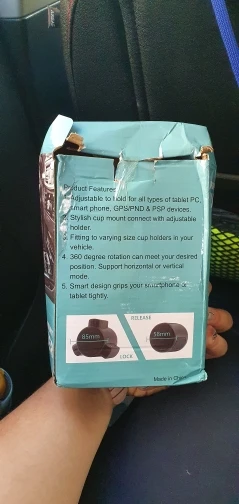 Product Features
1. Adjustable to hold for all types of tablet PC,
smart phone, GPS/PND & PSP devices.
2. Stylish cup mount connect with adjustable
holder.
3. Fitting to varying size cup holders in your
vehicle.
4. 360 degree rotation can meet your desired
position. Support horizontal or vertical
mode.
5. Smart design grips your smartphone or
tablet tightly.
RELEASE
85mm
58mm
LOCK
Made in China